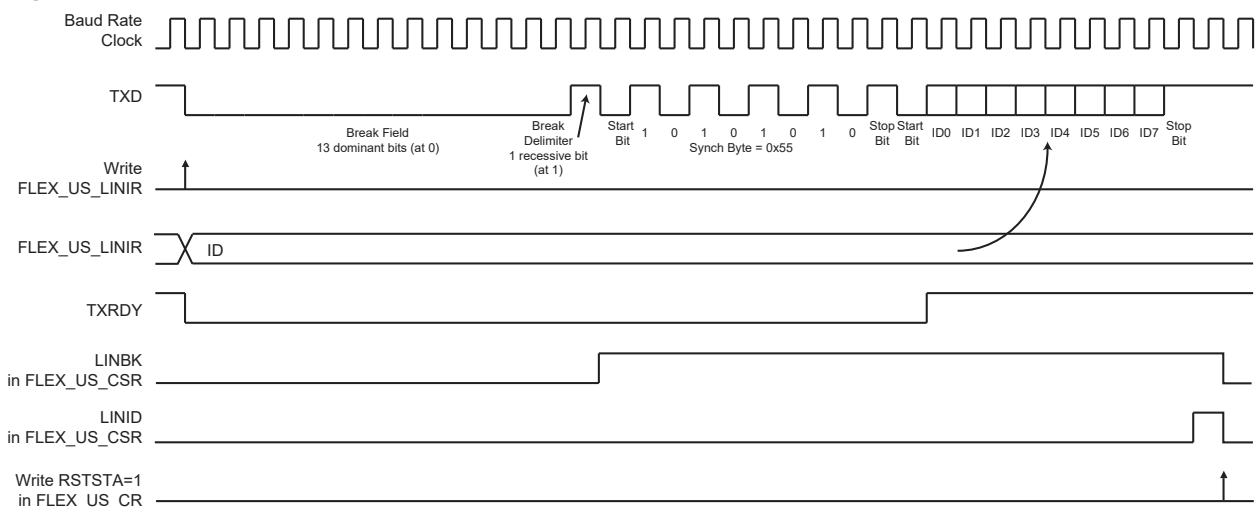 Baud Rate
Clock
TXD
Break Field
13 dominant bits (at 0)
Break
Delimiter
1 recessive bit
(at 1)
Start
Bit
1 0 1 0 1 0 1 0
Synch Byte = 0x55
Stop
Bit
Start
Bit
ID0 ID1 ID2 ID3 ID4 ID5 ID6 ID7
Stop
Bit
Write
FLEX_US_LINIR
FLEX_US_LINIR
ID
TXRDY
LINBK
in FLEX_US_CSR
LINID
in FLEX_US_CSR
Write RSTSTA=1
in FLEX_US_CR